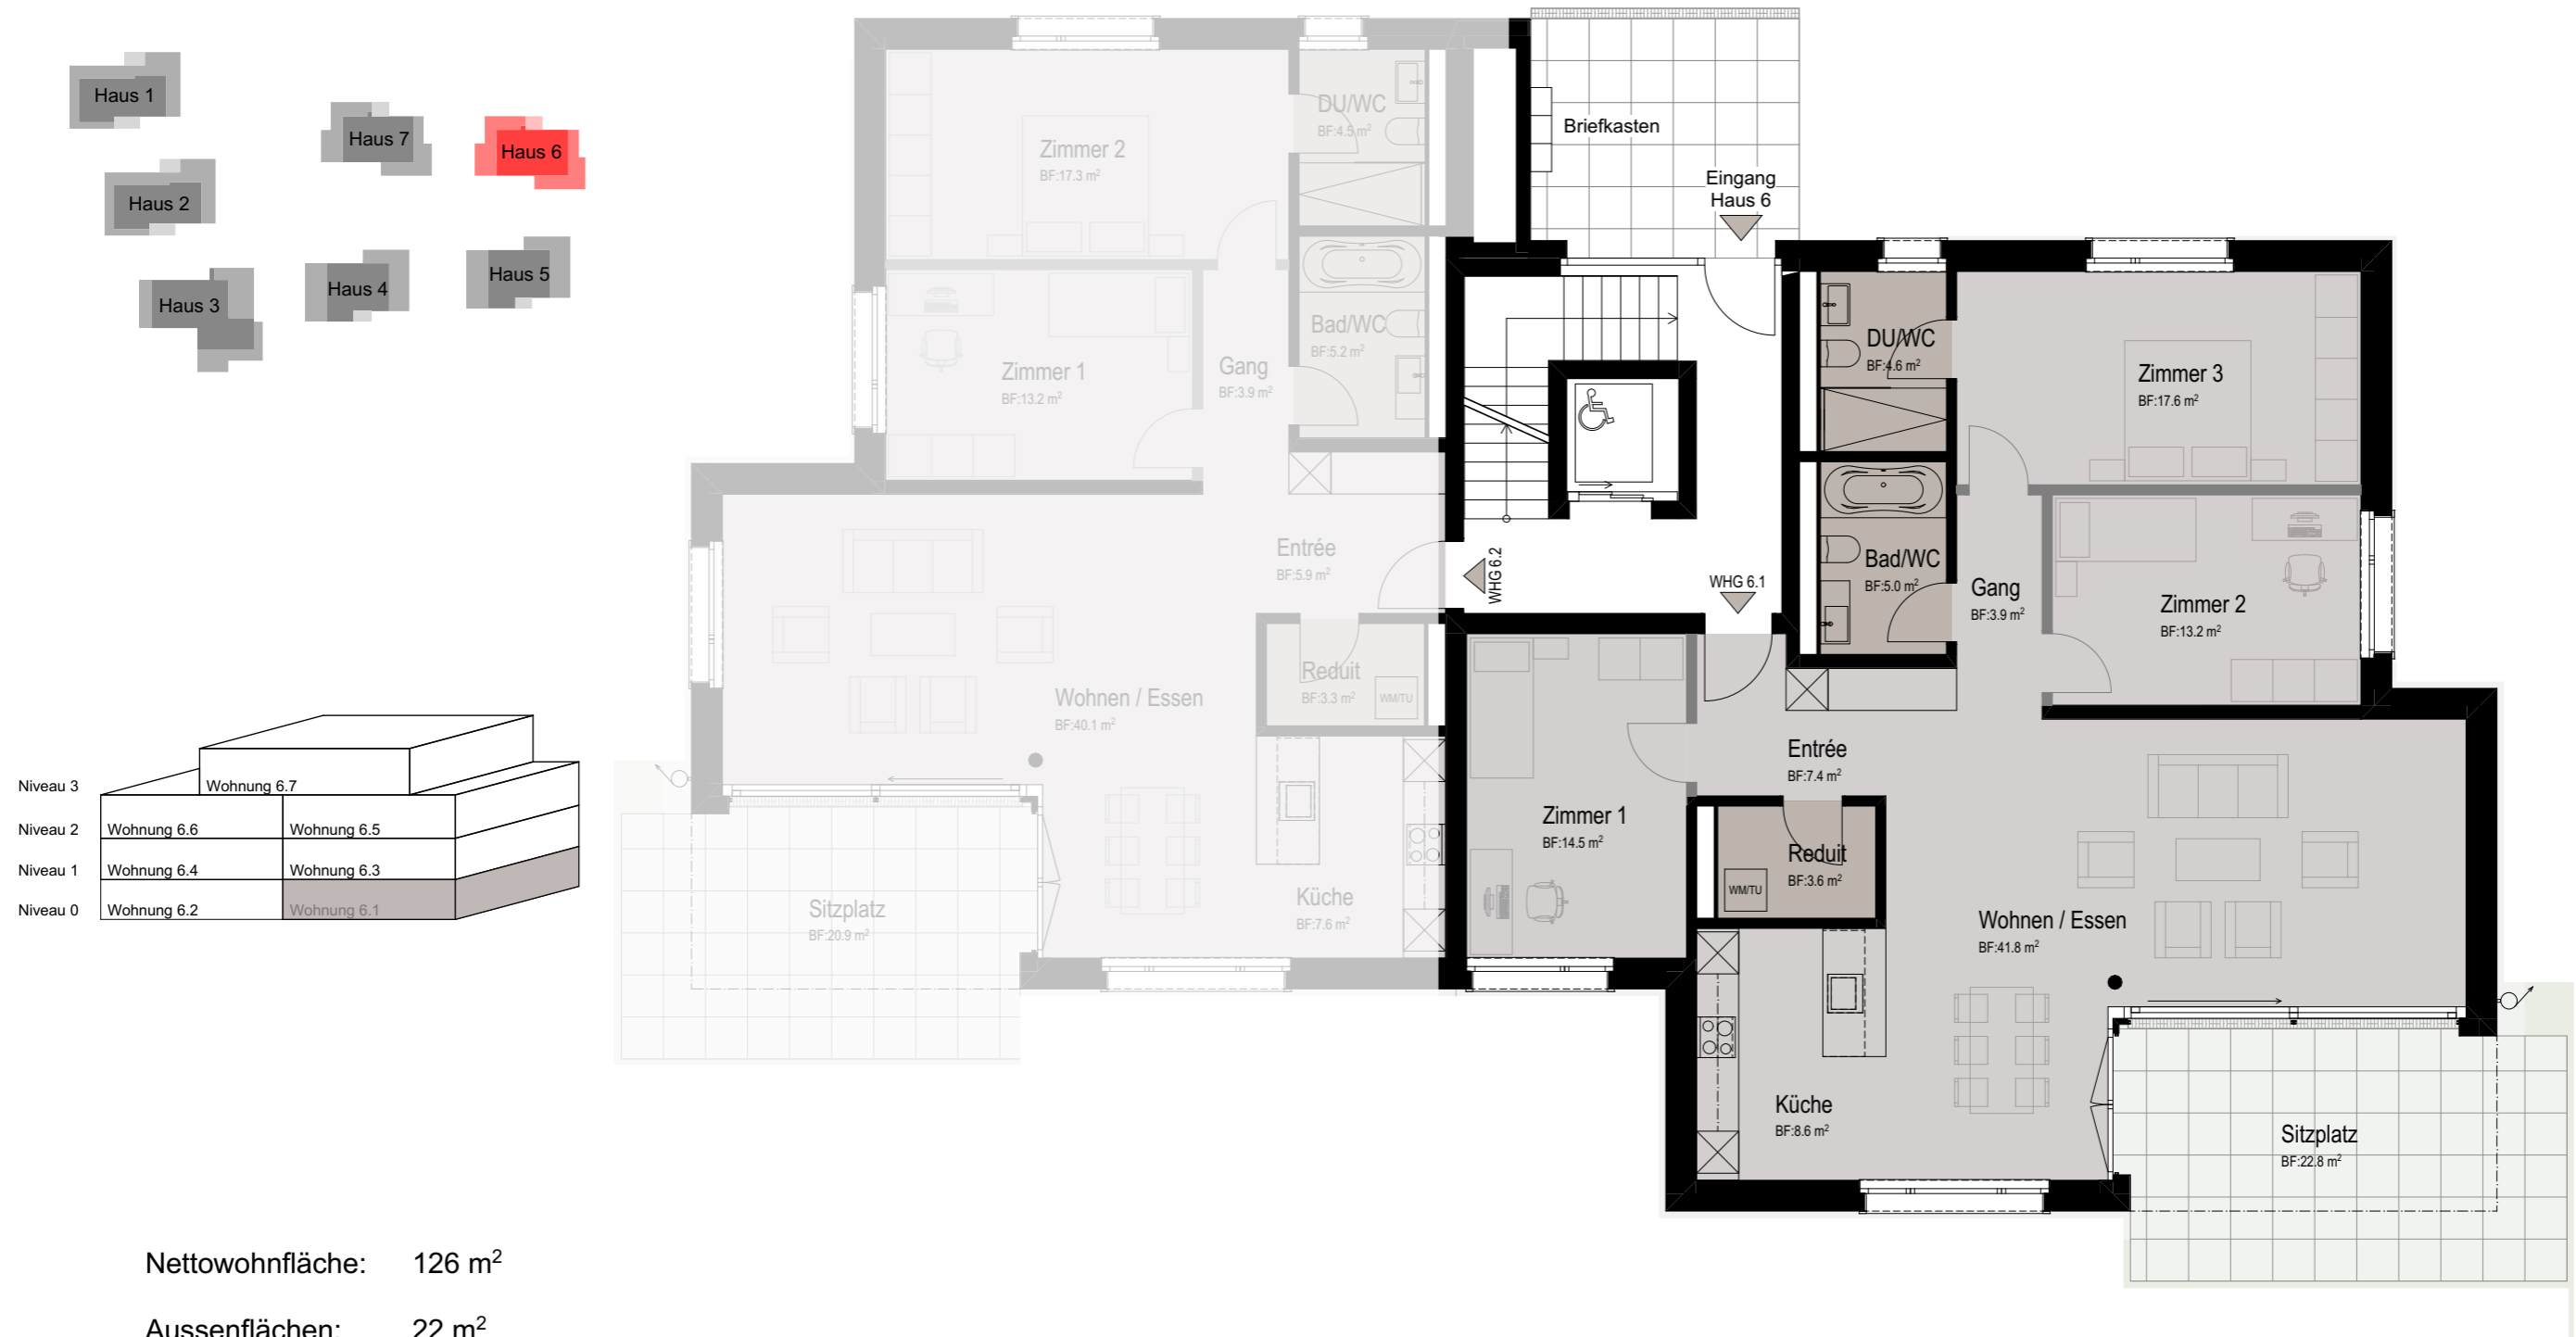 Haus 1
Haus 7
Haus 6
Haus 2
Haus 5
Haus 4
Haus 3
Niveau 3
Wohnung 6.7
Niveau 2
Wohnung 6.6
Wohnung 6.5
Niveau 1
Wohnung 6.4
Wohnung 6.3
Niveau 0
Wohnung 6.2
Wohnung 6.1
Nettowohnfläche: 126 m²
Aussenflächen: 22 m²
Zimmer 2
BF:17.3 m²
DU/WC
BF:4.5 m²
Zimmer 1
BF:13.2 m²
Gang
BF:3.9 m²
Bad/WC
BF:5.2 m²
Entrée
BF:5.9 m²
Reduit
BF:3.3 m²
WM/TU
Wohnen / Essen
BF:40.1 m²
Küche
BF:7.6 m²
Sitzplatz
BF:20.9 m²
Briefkasten
Eingang
Haus 6
WHG 6.2
WHG 6.1
DU/WC
BF:4.6 m²
Zimmer 3
BF:17.6 m²
Bad/WC
BF:5.0 m²
Gang
BF:3.9 m²
Zimmer 2
BF:13.2 m²
Entrée
BF:7.4 m²
Zimmer 1
BF:14.5 m²
Reduit
BF:3.6 m²
WM/TU
Wohnen / Essen
BF:41.8 m²
Küche
BF:8.6 m²
Sitzplatz
BF:22.8 m²